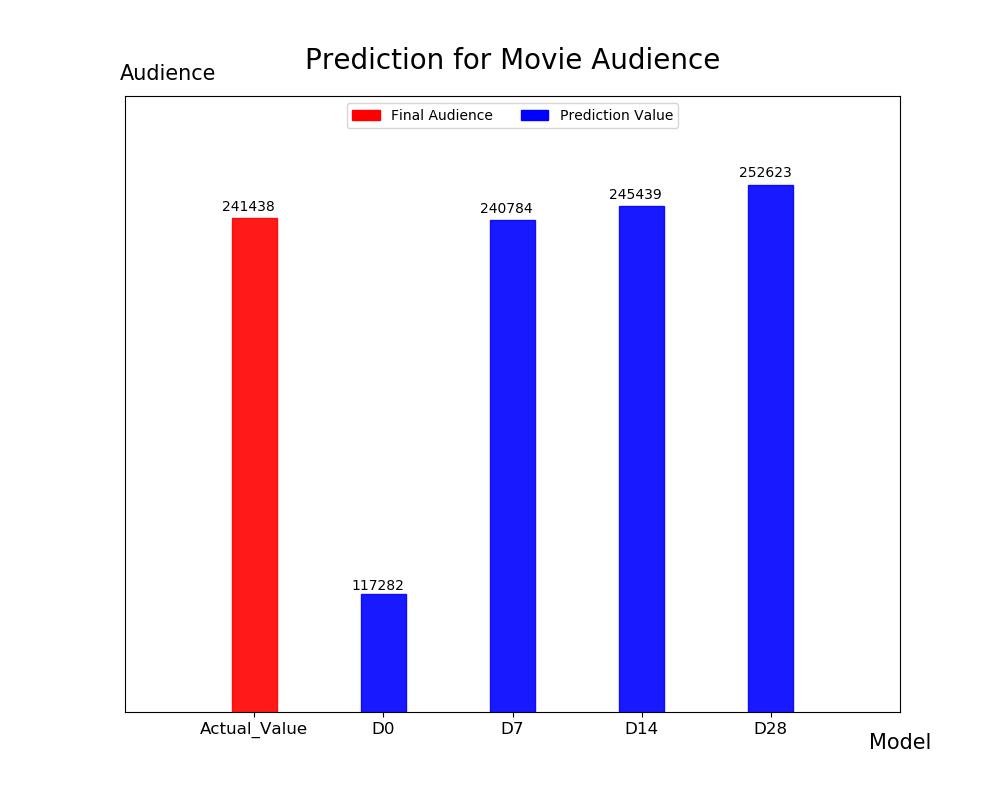 Prediction for Movie Audience
Audience
Final Audience Prediction Value
241438
117282
240784
245439
252623
Actual_Value D0 D7 D14 D28
Model